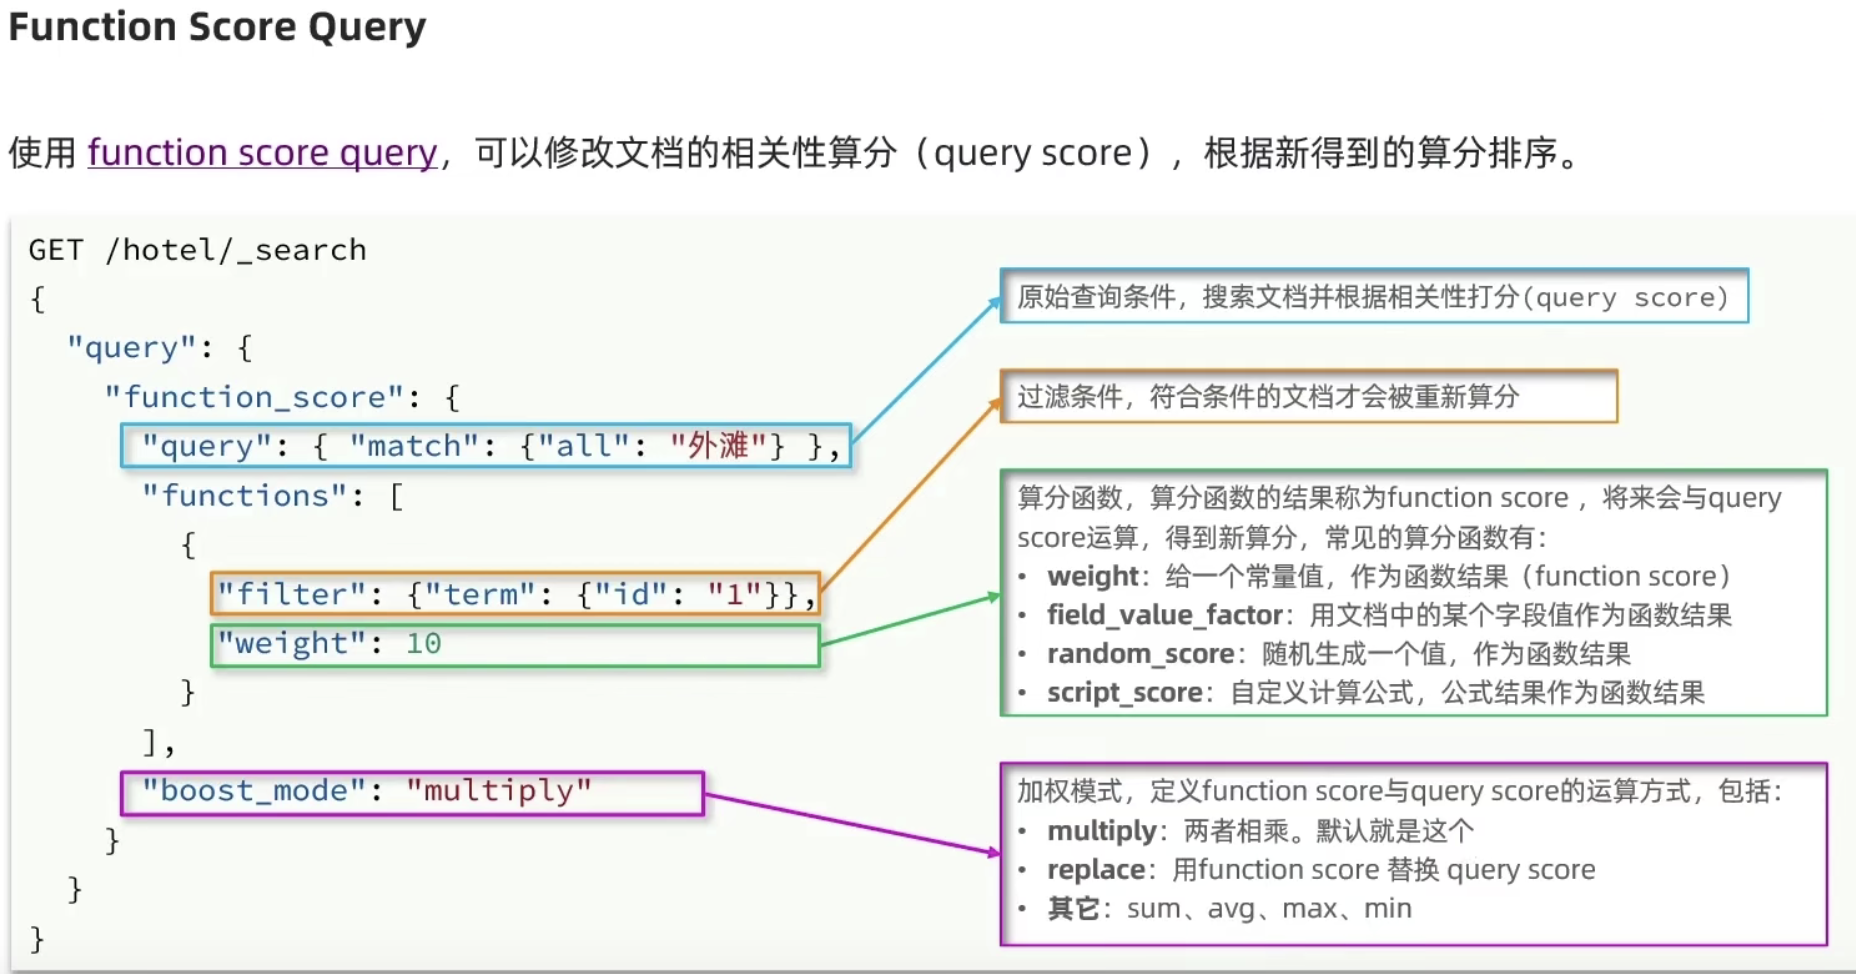 Function Score Query
使用 function score query，可以修改文档的相关性算分（query score），根据新得到的算分排序。
GET /hotel/_search
{
  "query": {
    "function_score": {
      "query": { "match": {"all": "外滩"} },
      "functions": [
        {
          "filter": {"term": {"id": "1"}},
          "weight": 10
        }
      ],
      "boost_mode": "multiply"
    }
  }
}
原始查询条件，搜索文档并根据相关性打分(query score)
过滤条件，符合条件的文档才会被重新算分
算分函数，算分函数的结果称为function score ，将来会与query
score运算，得到新算分，常见的算分函数有：
• weight：给一个常量值，作为函数结果（function score）
• field_value_factor：用文档中的某个字段值作为函数结果
• random_score：随机生成一个值，作为函数结果
• script_score：自定义计算公式，公式结果作为函数结果
加权模式，定义function score与query score的运算方式，包括：
• multiply：两者相乘。默认就是这个
• replace：用function score 替换 query score
• 其它：sum、avg、max、min